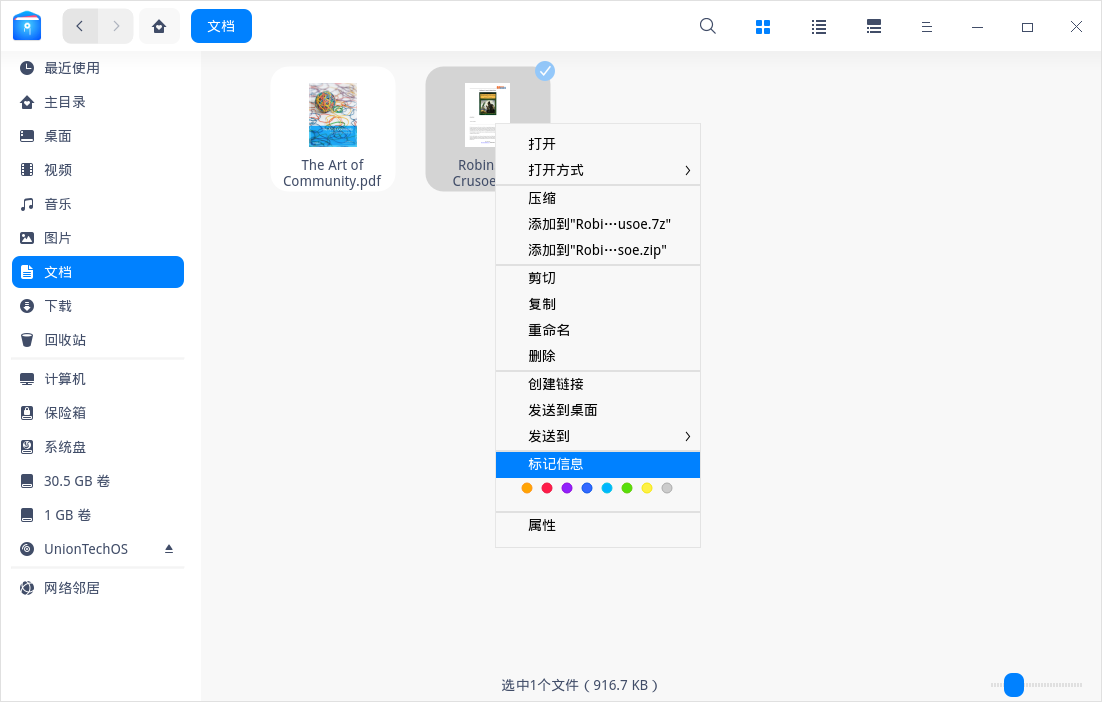 文档
最近使用
主目录
桌面
视频
音乐
图片
文档
下载
回收站
计算机
保险箱
系统盘
30.5 GB 卷
1 GB 卷
UnionTechOS
网络邻居
The Art of
Community.pdf
Robin
Crusoe
打开
打开方式
压缩
添加到"Robi⋯usoe.7z"
添加到"Robi⋯soe.zip"
剪切
复制
重命名
删除
创建链接
发送到桌面
发送到
标记信息
属性
选中1个文件（916.7 KB）